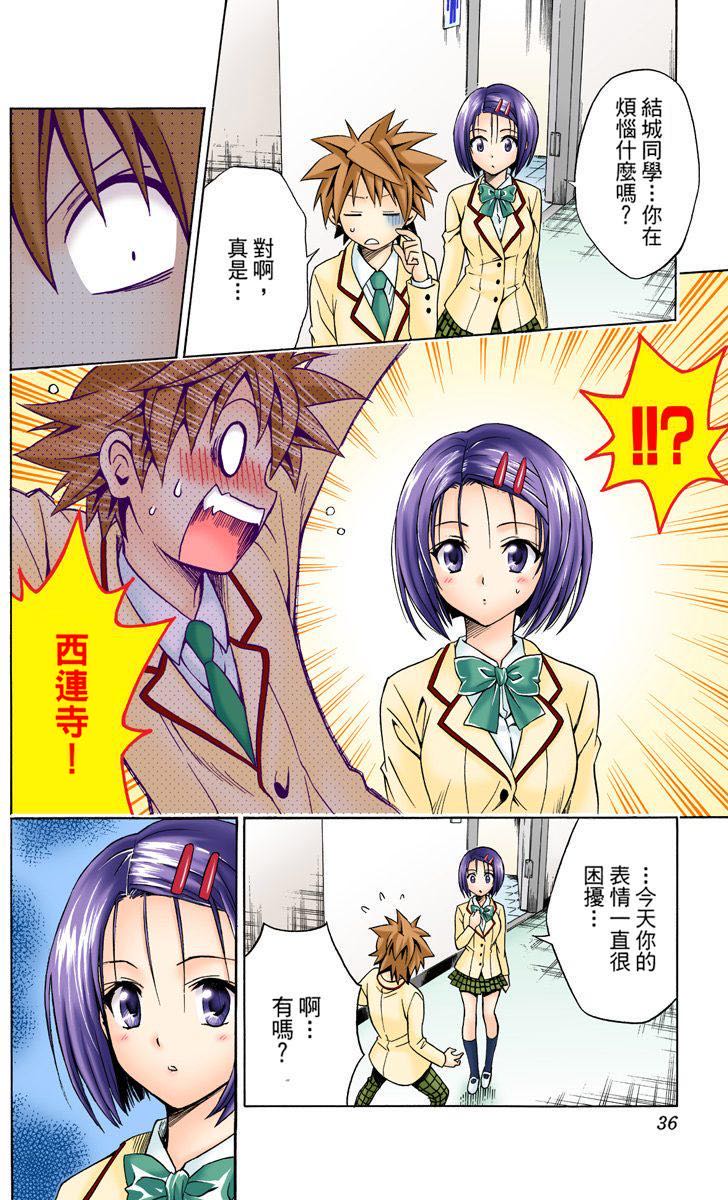 結城同學…你在
煩惱什麼嗎？
對啊，
真是…
!!?
西連寺！
…今天你的
表情一直很
困擾…
啊…
有嗎？
36